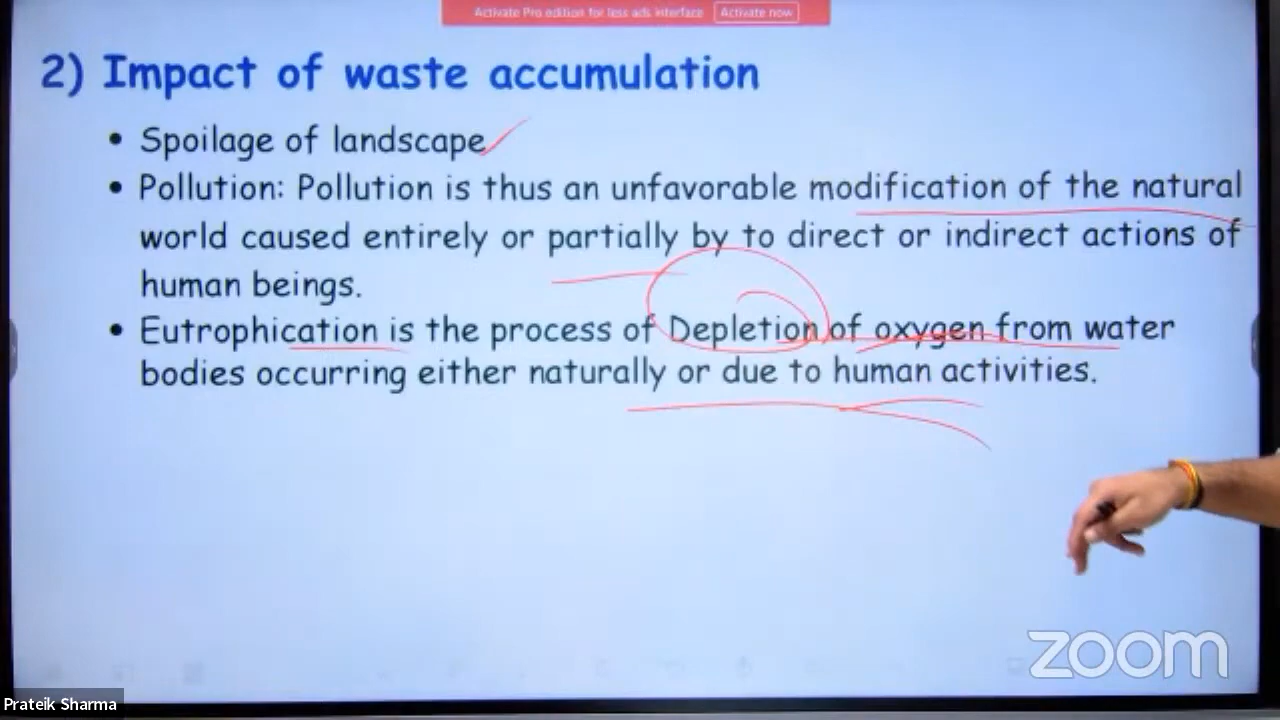 Activate Pro edition for less ads interface Activate now
2) Impact of waste accumulation
• Spoilage of landscape
• Pollution: Pollution is thus an unfavorable modification of the natural
world caused entirely or partially by to direct or indirect actions of
human beings.
• Eutrophication is the process of Depletion of oxygen from water
bodies occurring either naturally or due to human activities.
zoom
Prateik Sharma